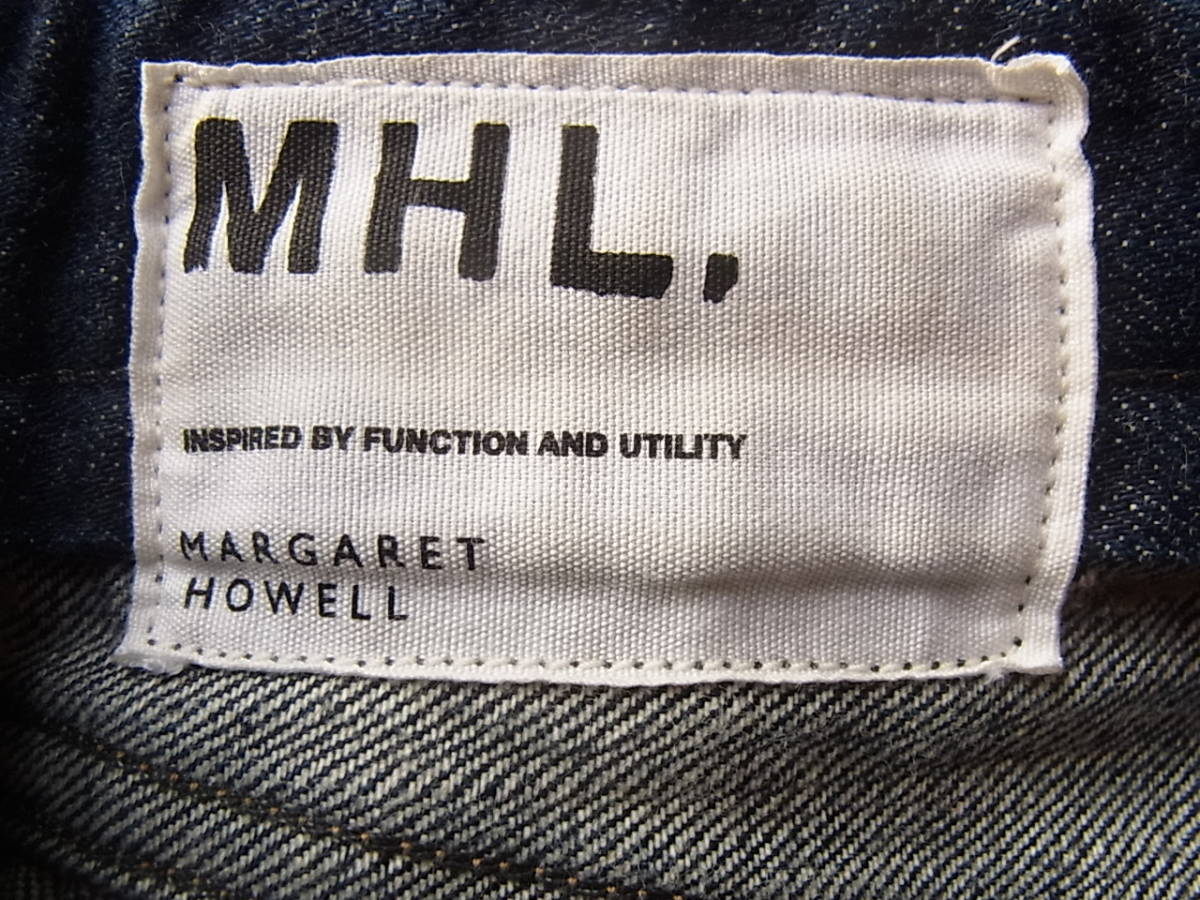 MHL.
INSPIRED BY FUNCTION AND UTILITY
MARGARET
HOWELL